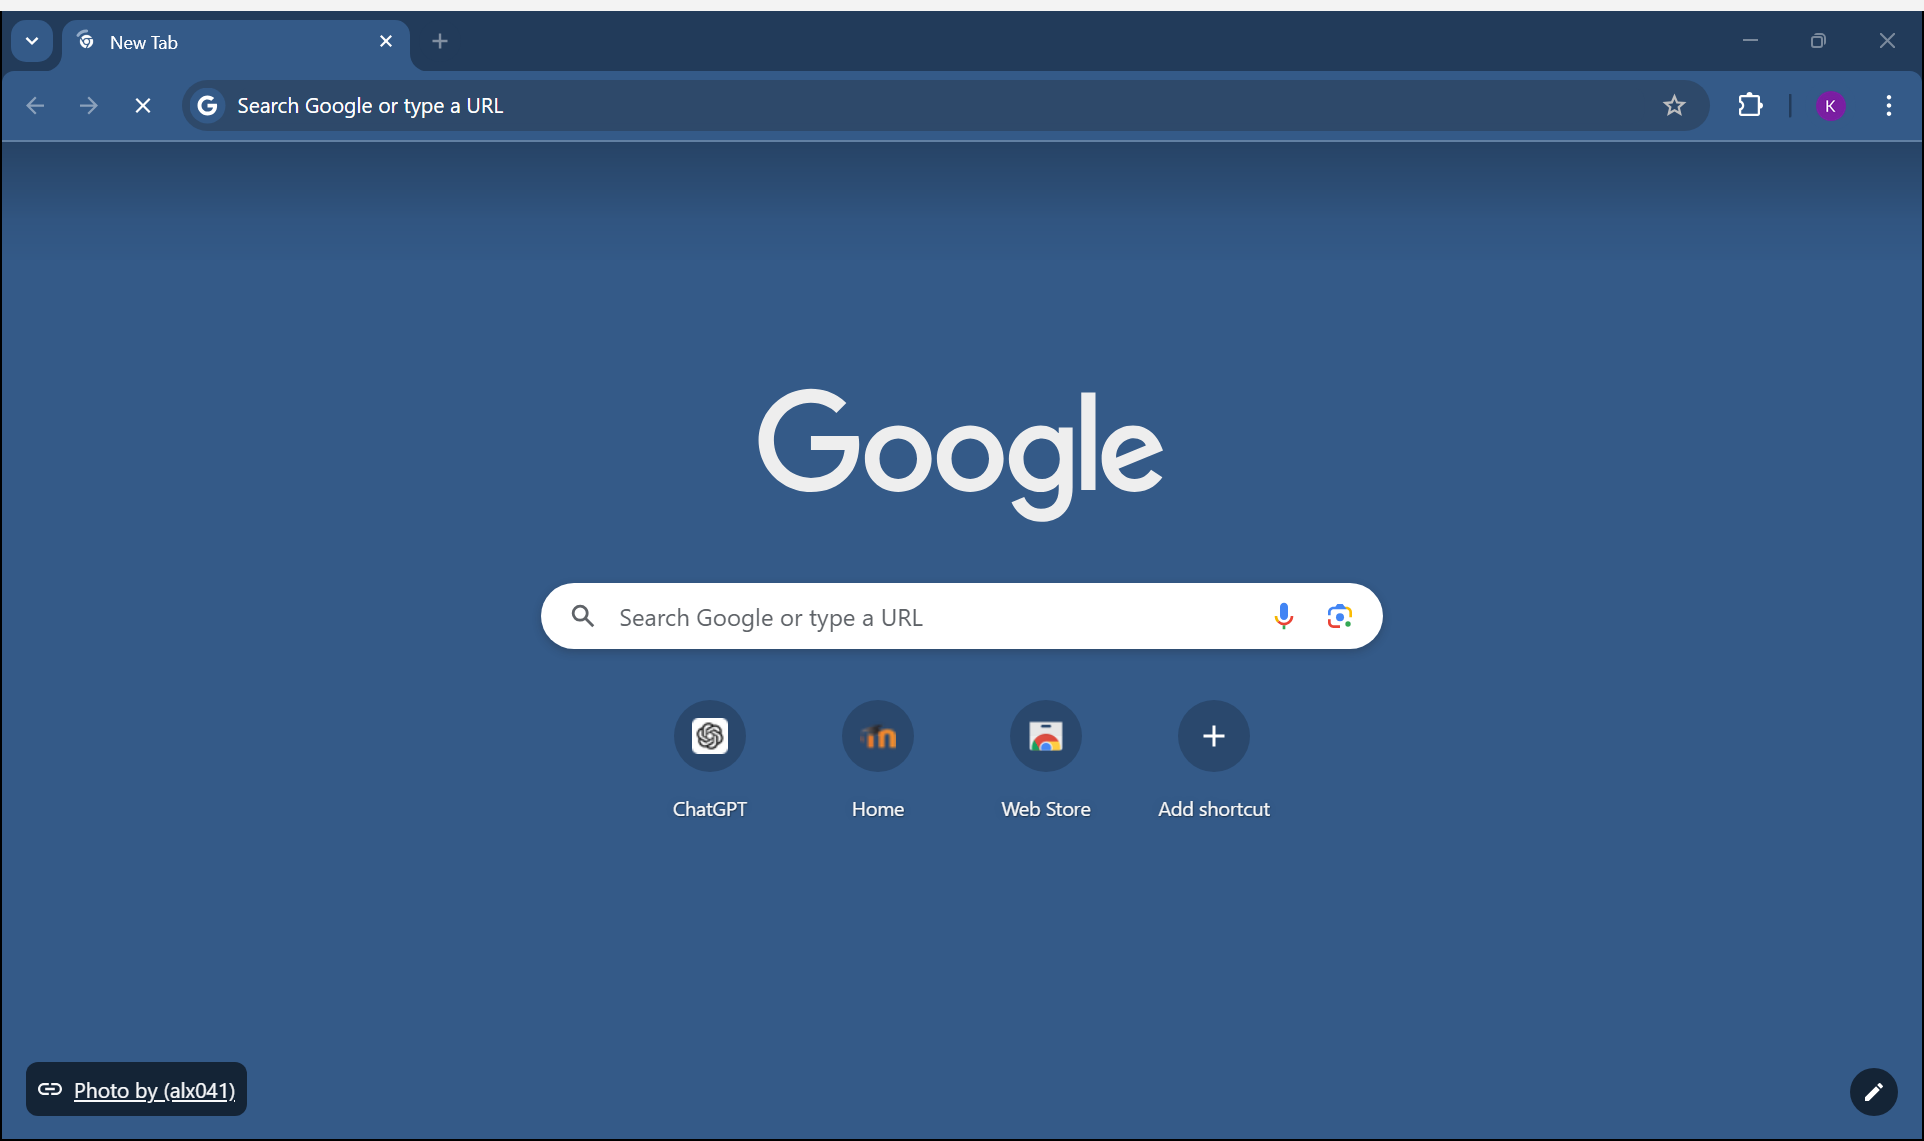 New Tab
Search Google or type a URL
K
Google
Search Google or type a URL
ChatGPT
Home
Web Store
Add shortcut
Photo by (alx041)